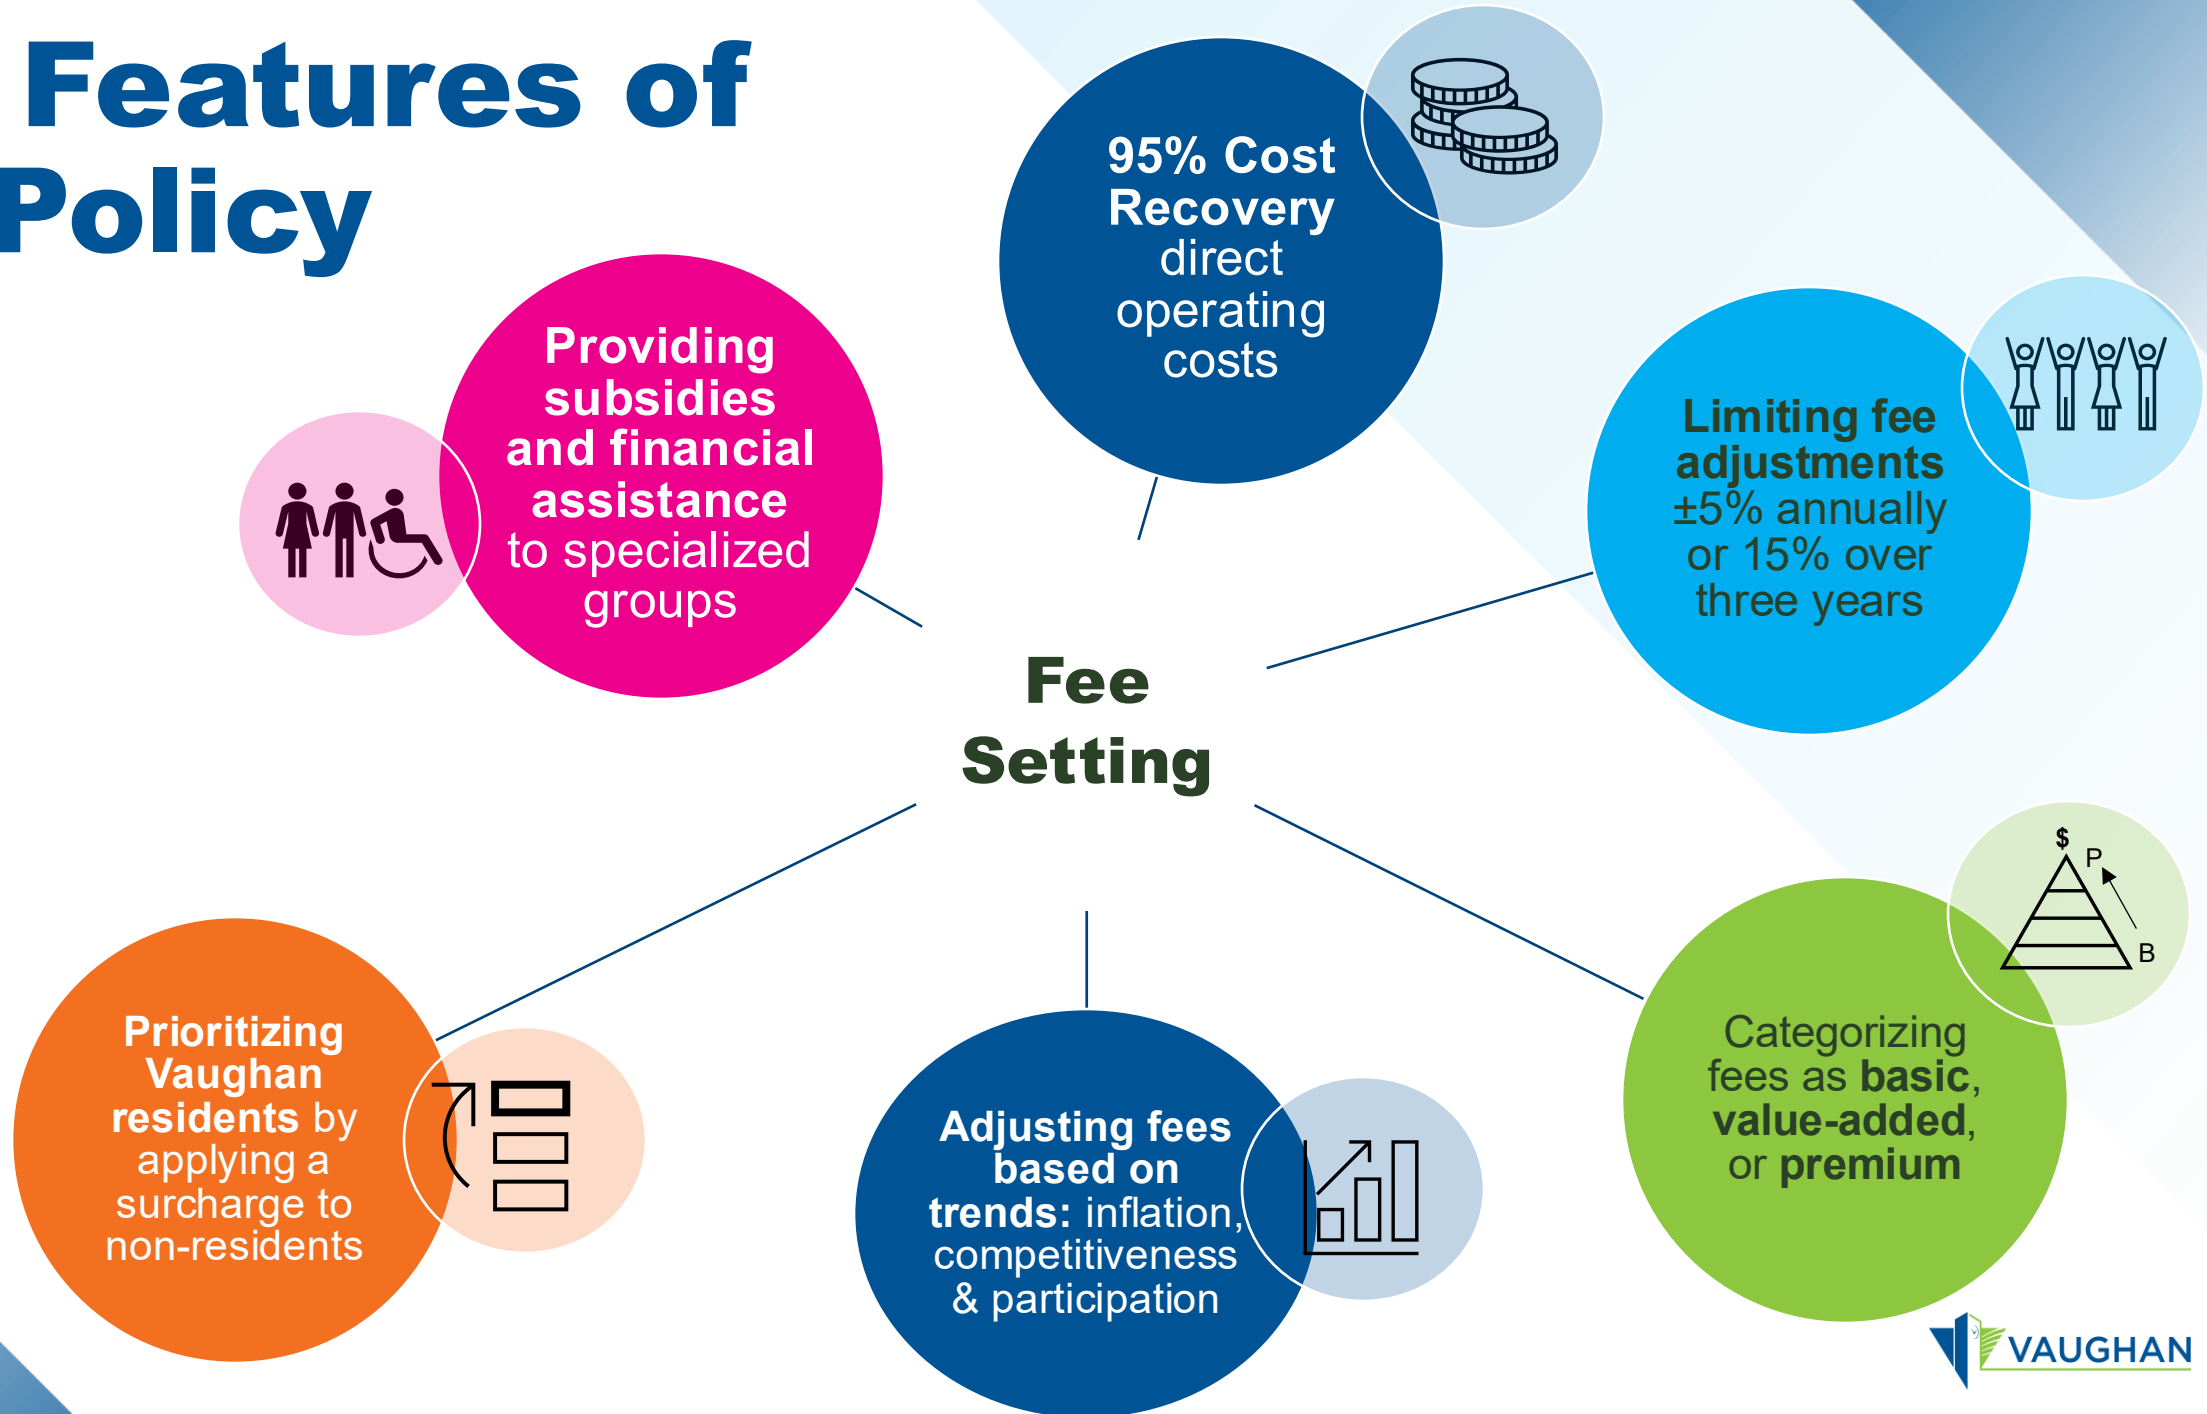 Features of
Policy
95% Cost
Recovery
direct
operating
costs
Providing
subsidies
and financial
assistance
to specialized
groups
Limiting fee
adjustments
±5% annually
or 15% over
three years
Fee
Setting
$
P
B
Categorizing
fees as basic,
value-added,
or premium
Prioritizing
Vaughan
residents by
applying a
surcharge to
non-residents
Adjusting fees
based on
trends: inflation,
competitiveness
& participation
VAUGHAN